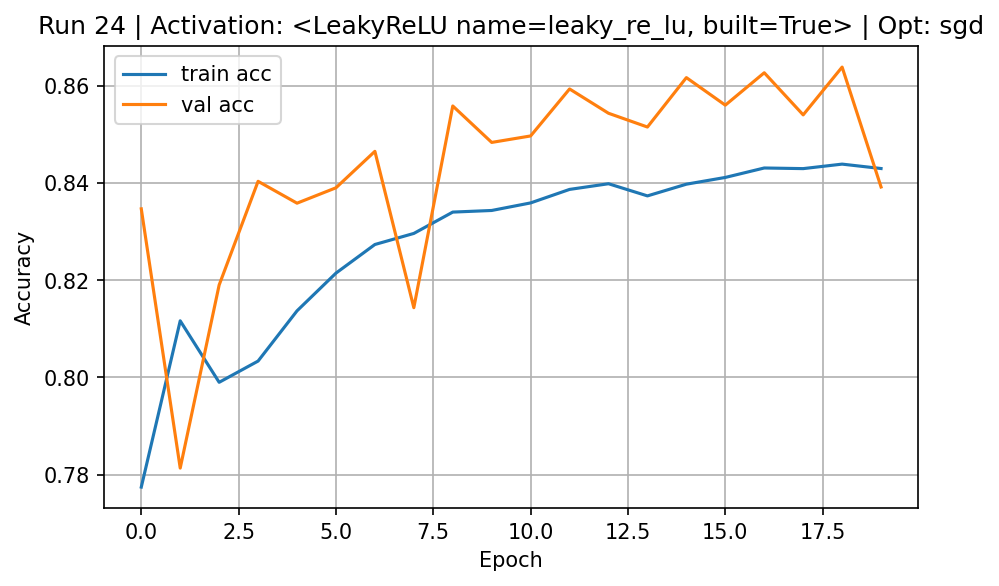 Run 24 | Activation: <LeakyReLU name=leaky_re_lu, built=True> | Opt: sgd
train acc
val acc
0.86
0.84
0.82
0.80
0.78
Accuracy
0.0 2.5 5.0 7.5 10.0 12.5 15.0 17.5
Epoch